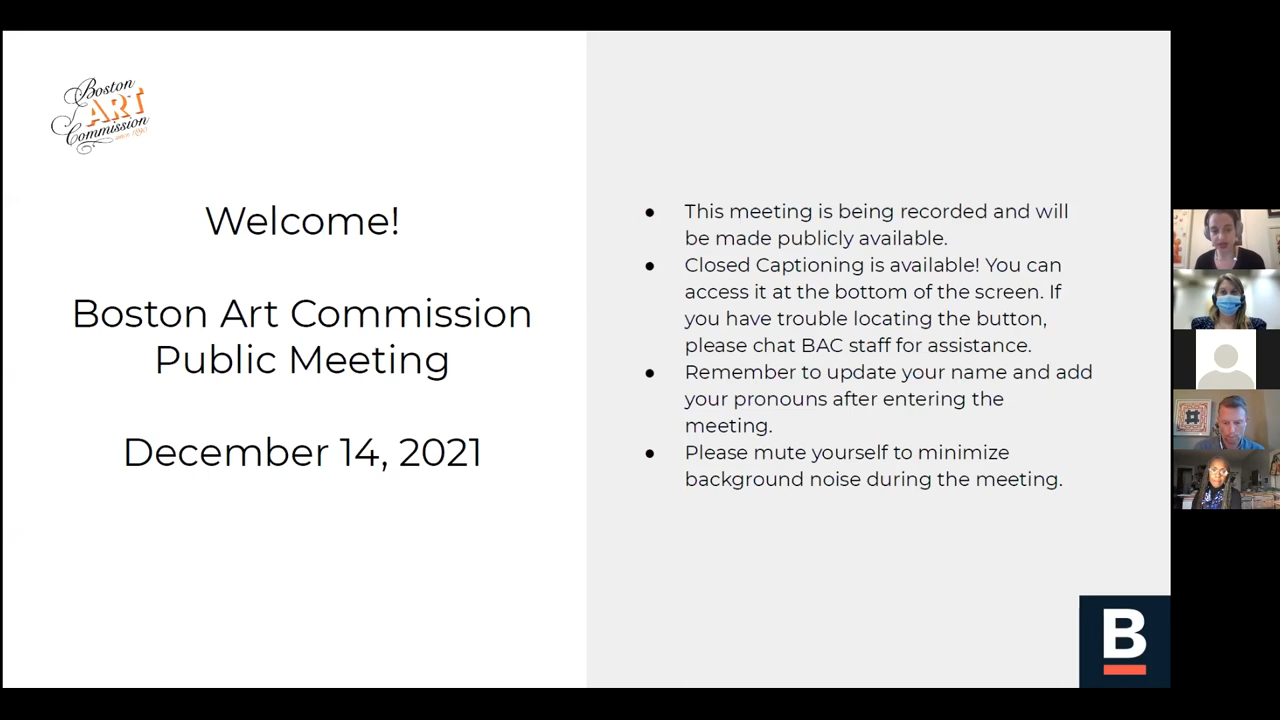 Boston
ART
Commission
since 1890
Welcome!
Boston Art Commission
Public Meeting
December 14, 2021
● This meeting is being recorded and will
be made publicly available.
● Closed Captioning is available! You can
access it at the bottom of the screen. If
you have trouble locating the button,
please chat BAC staff for assistance.
● Remember to update your name and add
your pronouns after entering the
meeting.
● Please mute yourself to minimize
background noise during the meeting.
B